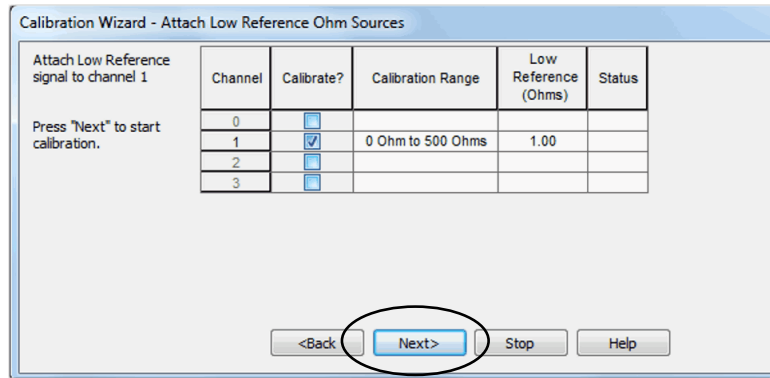 Calibration Wizard - Attach Low Reference Ohm Sources
Attach Low Reference
signal to channel 1
Press "Next" to start
calibration.
Channel Calibrate? Calibration Range Low Reference (Ohms) Status
0
1 0 Ohm to 500 Ohms 1.00
2
3
<Back Next> Stop Help